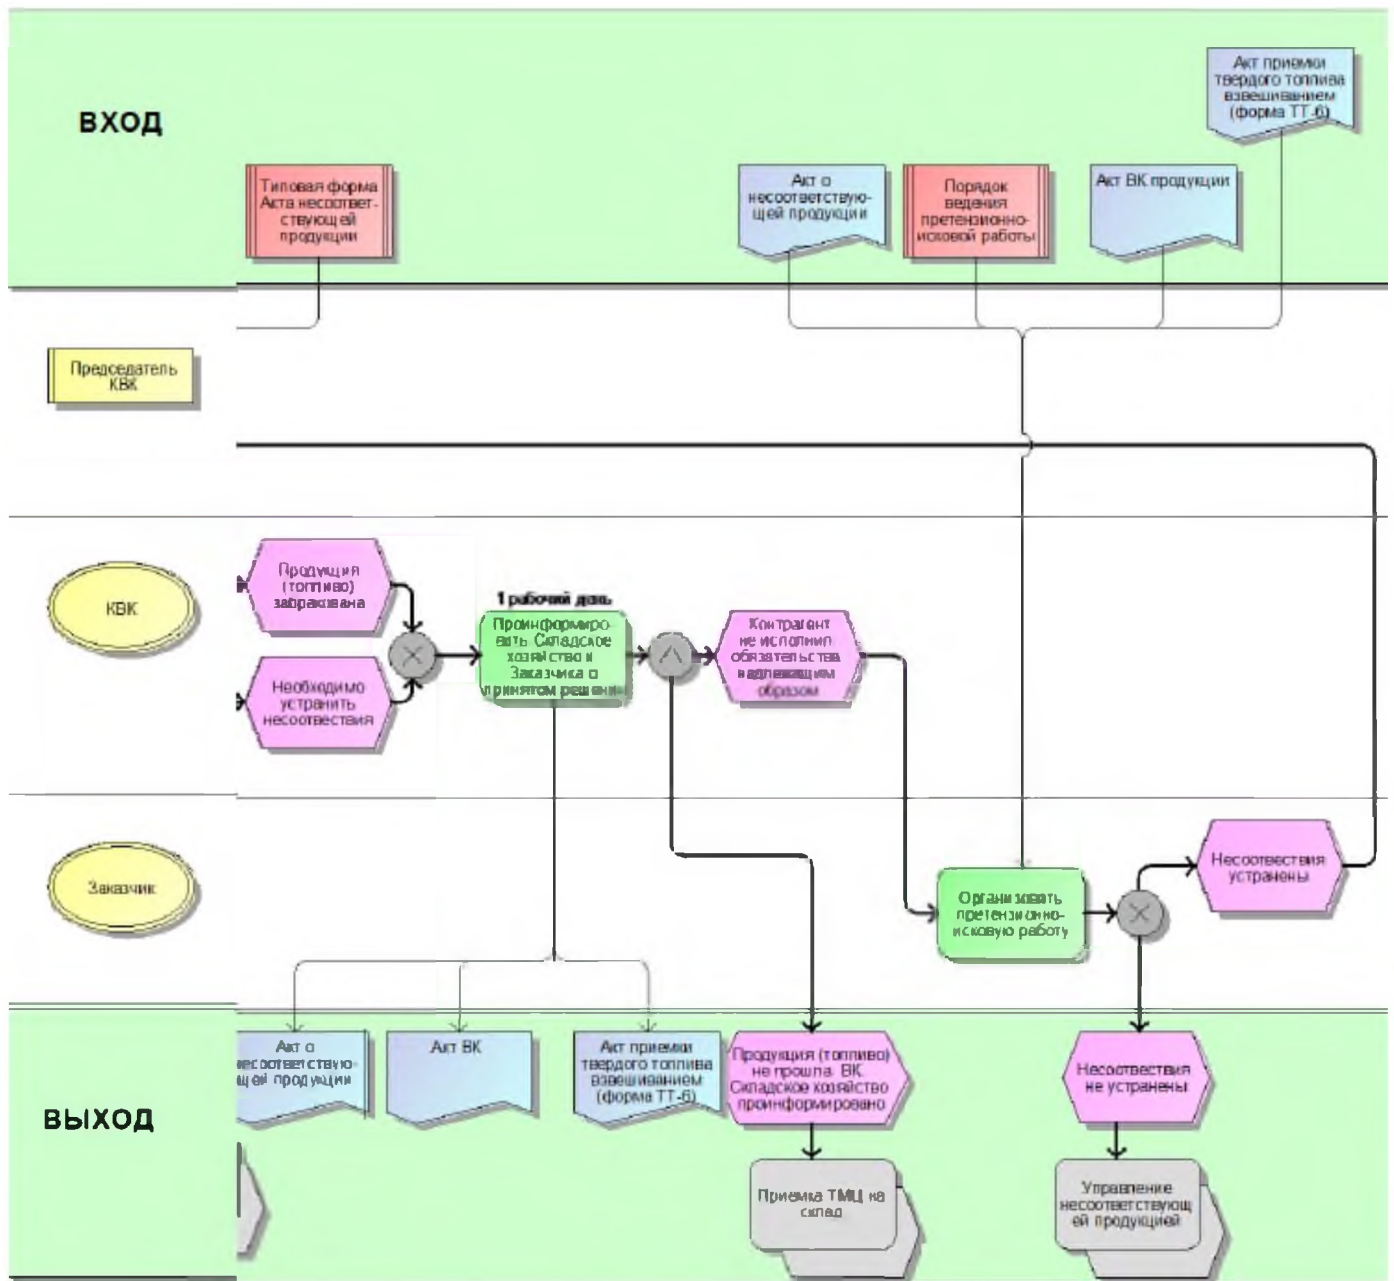 ВХОД
Акт приемки
твердого топлива
взвешиванием
(форма ТТ-6)
Типовая форма
Акта несоответ-
ствующей
продукции
Акт о
несоответствую-
щей продукции
Порядок
ведения
претензионно-
исковой работы
Акт ВК продукции
Председатель
КВК
КВК
Продукция
(топливо)
забракована
Необходимо
устранить
несоотвествия
1 рабочий день
Проинформиро-
вать Складское
хозяйство и
Заказчика о
принятом решении
Контрагент
не исполнил
обязательства
надлежащим
образом
Заказчик
Организовать
претензионно-
исковую работу
Несоотвествия
устранены
ВЫХОД
Акт о
несоответствую-
щей продукции
Акт ВК
Акт приемки
твердого топлива
взвешиванием
(форма ТТ-6)
Продукция (топливо)
не прошла ВК.
Складское хозяйство
проинформировано
Несоотвествия
не устранены
Приемка ТМЦ на
склад
Управление
несоответствующ
ей продукцией